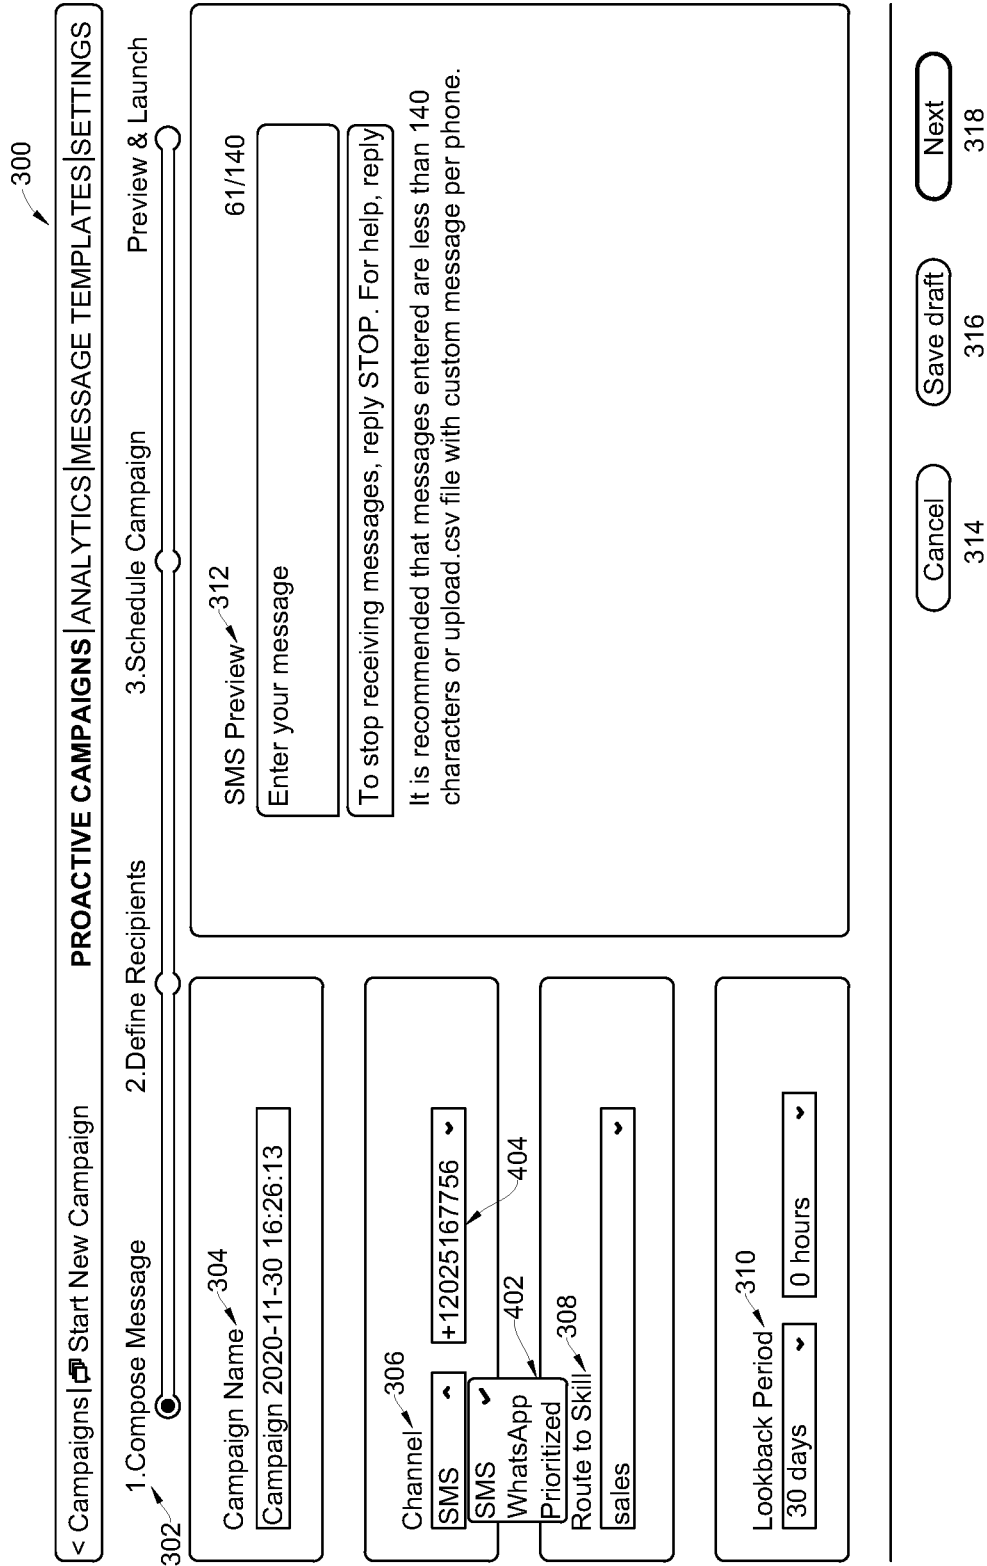 300
< Campaigns| Start New Campaign PROACTIVE CAMPAIGNS|ANALYTICS|MESSAGE TEMPLATES|SETTINGS
1.Compose Message 2.Define Recipients 3.Schedule Campaign Preview & Launch
302
Campaign Name 304
Campaign 2020-11-30 16:26:13
Channel 306
SMS +12025167756
SMS
WhatsApp
Prioritized
402
404
Route to Skill 308
sales
Lookback Period 310
30 days 0 hours
SMS Preview 312 61/140
Enter your message
To stop receiving messages, reply STOP. For help, reply
It is recommended that messages entered are less than 140
characters or upload.csv file with custom message per phone.
Cancel Save draft Next
314 316 318